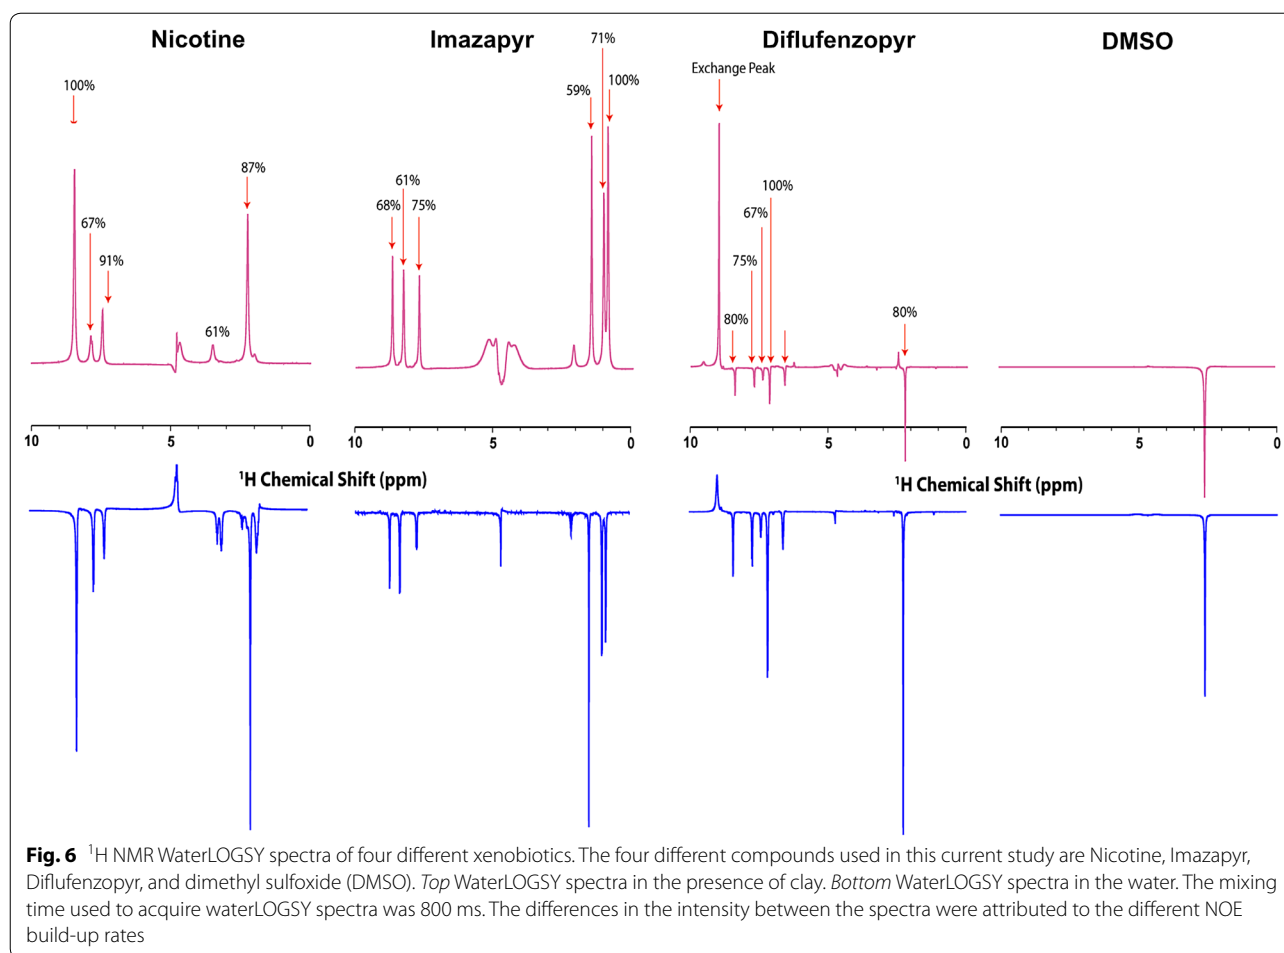 Nicotine
Imazapyr
Diflufenzopyr
DMSO
100%
67%
91%
61%
87%
68%
61%
75%
59%
71%
100%
Exchange Peak
80%
75%
67%
100%
80%
10 5 0
10 5 0
10 5 0
10 5 0
¹H Chemical Shift (ppm)
¹H Chemical Shift (ppm)
Fig. 6 ¹H NMR WaterLOGSY spectra of four different xenobiotics. The four different compounds used in this current study are Nicotine, Imazapyr,
Diflufenzopyr, and dimethyl sulfoxide (DMSO). Top WaterLOGSY spectra in the presence of clay. Bottom WaterLOGSY spectra in the water. The mixing
time used to acquire waterLOGSY spectra was 800 ms. The differences in the intensity between the spectra were attributed to the different NOE
build-up rates